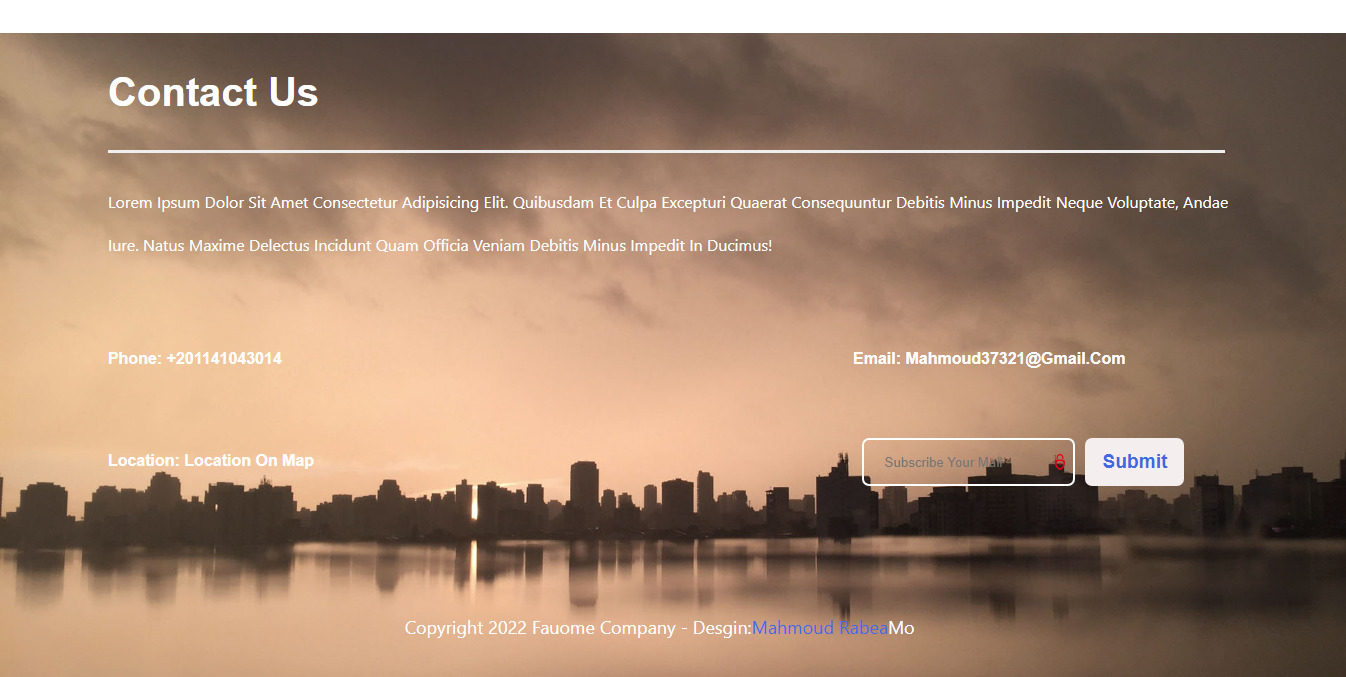 Contact Us
Lorem Ipsum Dolor Sit Amet Consectetur Adipisicing Elit. Quibusdam Et Culpa Excepturi Quaerat Consequuntur Debitis Minus Impedit Neque Voluptate, Andae
Iure. Natus Maxime Delectus Incidunt Quam Officia Veniam Debitis Minus Impedit In Ducimus!
Phone: +201141043014
Email: Mahmoud37321@Gmail.Com
Location: Location On Map
Subscribe Your Mail
Submit
Copyright 2022 Fauome Company - Desgin:Mahmoud RabeaMo